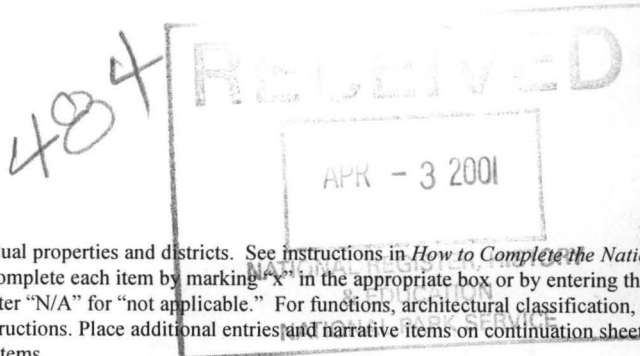 484
RECEIVED
APR - 3 2001
ual properties and districts. See instructions in How to Complete the Natio
omplete each item by marking "x" in the appropriate box or by entering th
ter "N/A" for "not applicable." For functions, architectural classification,
ructions. Place additional entries and narrative items on continuation sheet
tems.
NATIONAL REGISTER, HISTORY
& EDUCATION
NATIONAL PARK SERVICE